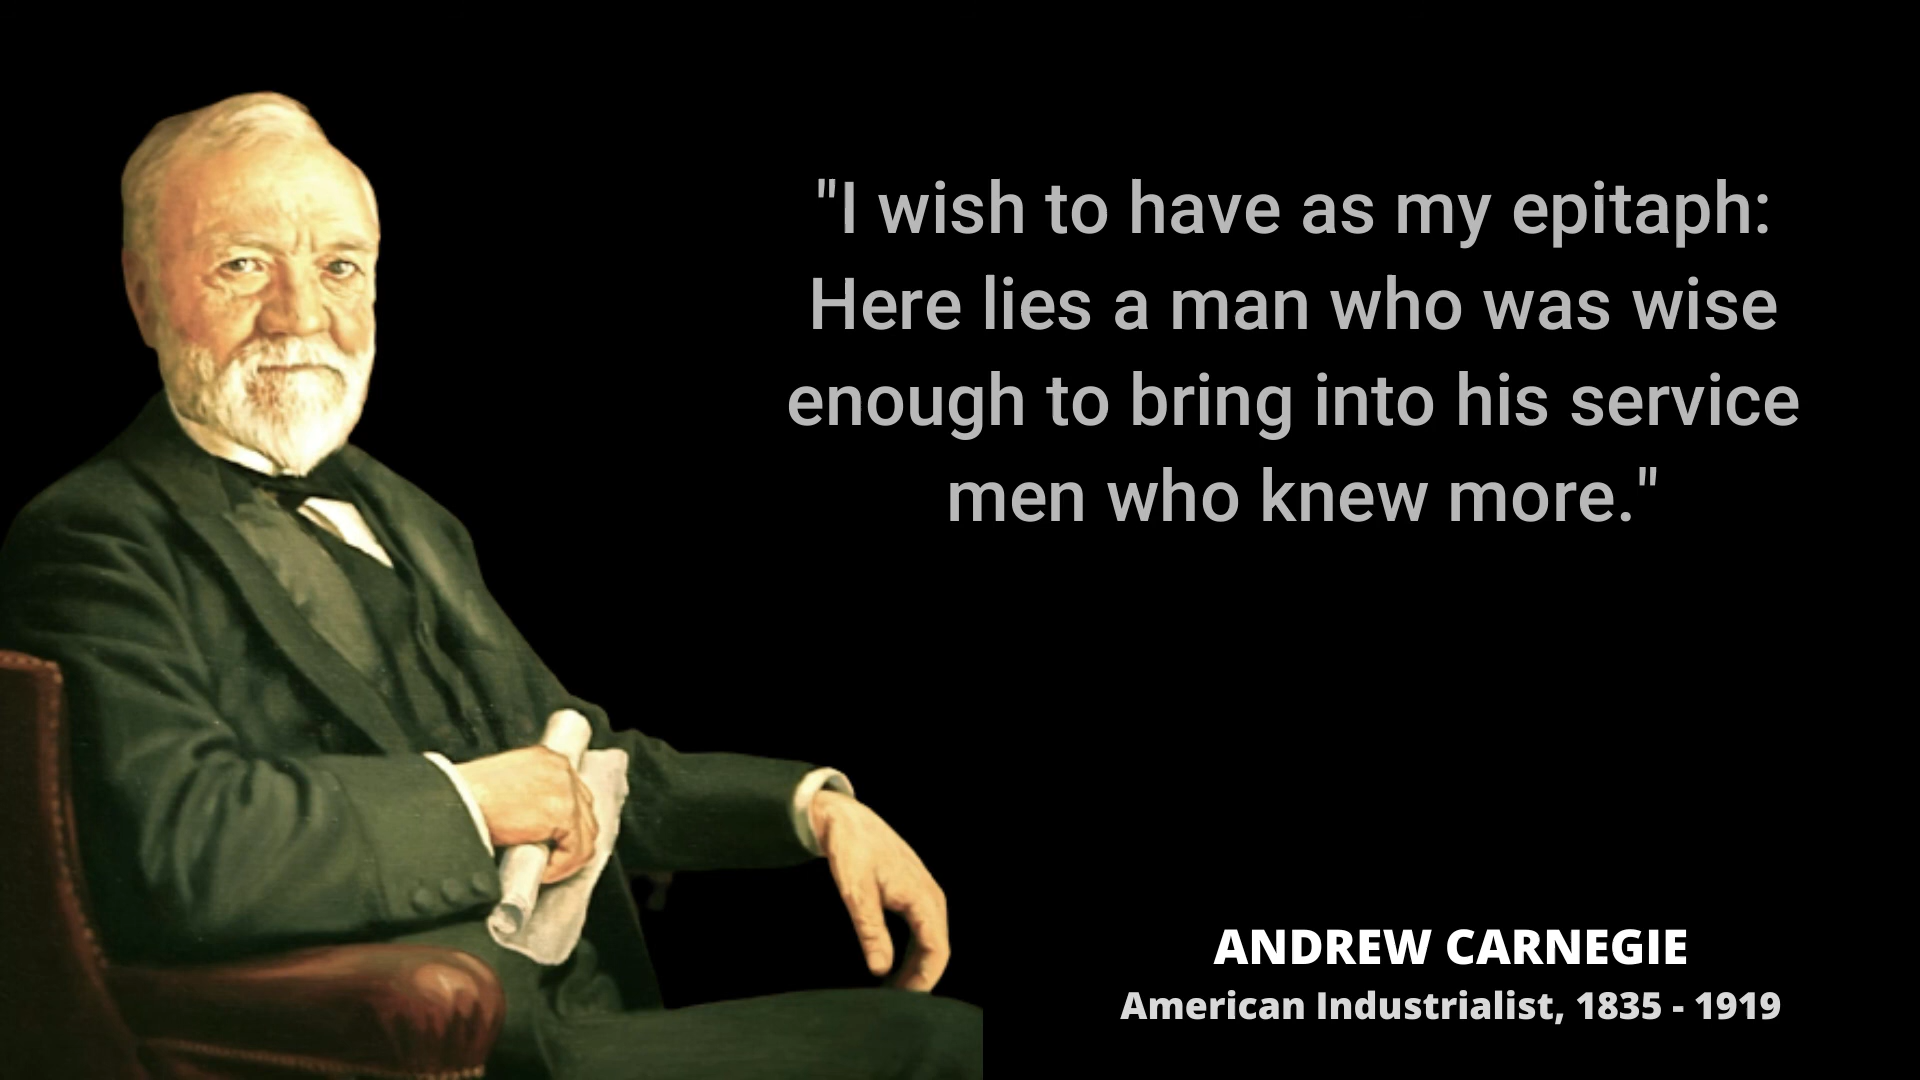 "I wish to have as my epitaph:
Here lies a man who was wise
enough to bring into his service
men who knew more."
ANDREW CARNEGIE
American Industrialist, 1835 - 1919